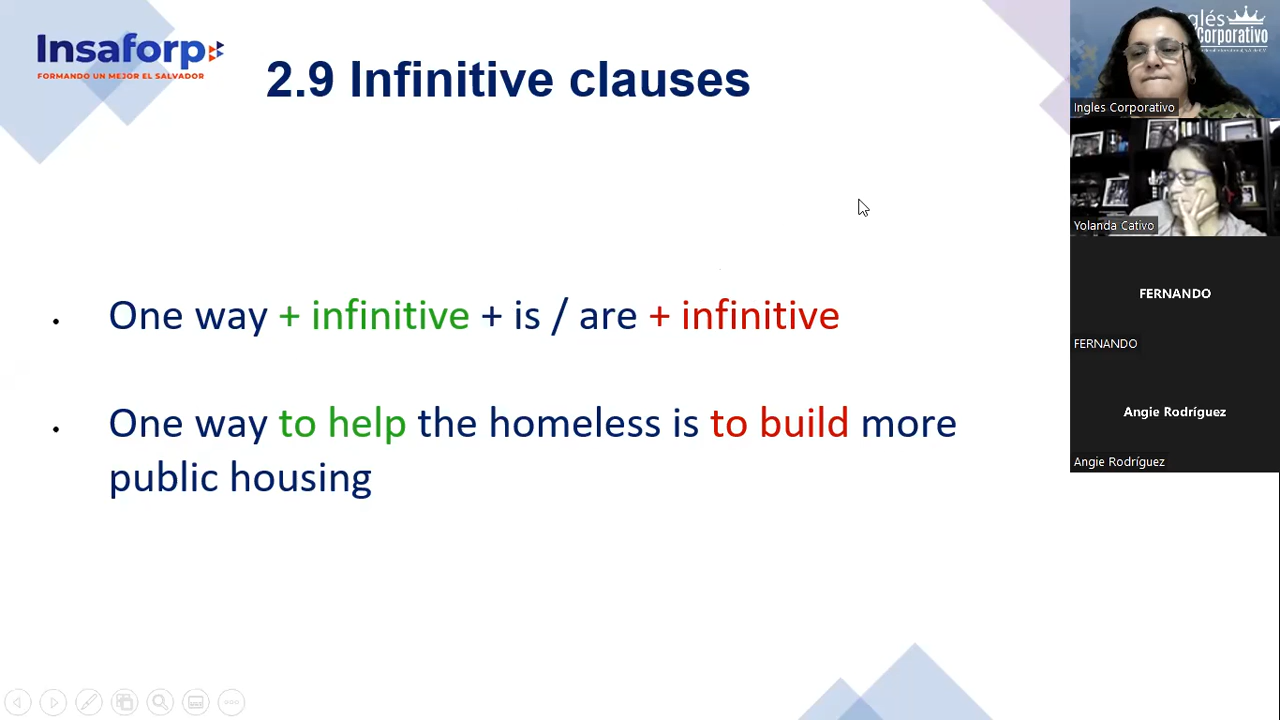 Insaforp
FORMANDO UN MEJOR EL SALVADOR
2.9 Infinitive clauses
• One way + infinitive + is / are + infinitive
• One way to help the homeless is to build more
public housing
Inglés
Corporativo
Ingles Corporativo
Yolanda Cativo
FERNANDO
FERNANDO
Angie Rodríguez
Angie Rodríguez